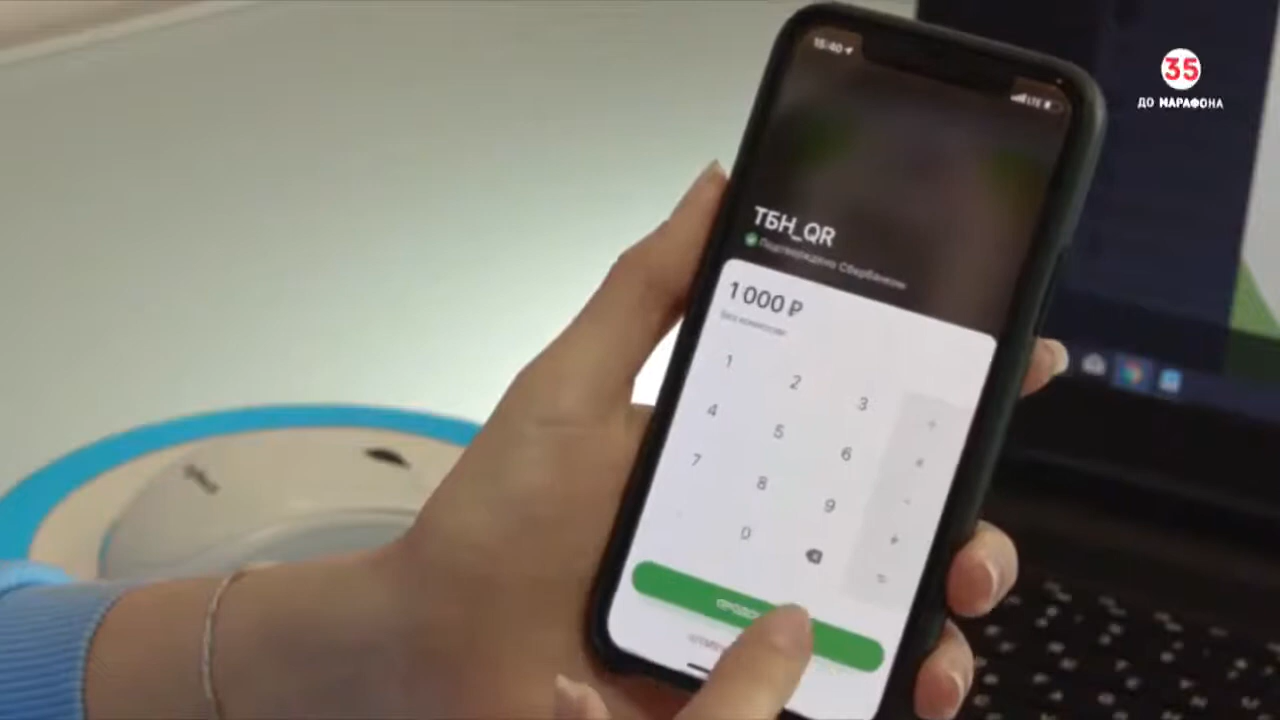 35
ДО МАРАФОНА
15:40
LTE
ТБН_QR
Подтверждено Сбербанком
1 000 ₽
Без комиссии
1
2
3
4
5
6
7
8
9
0